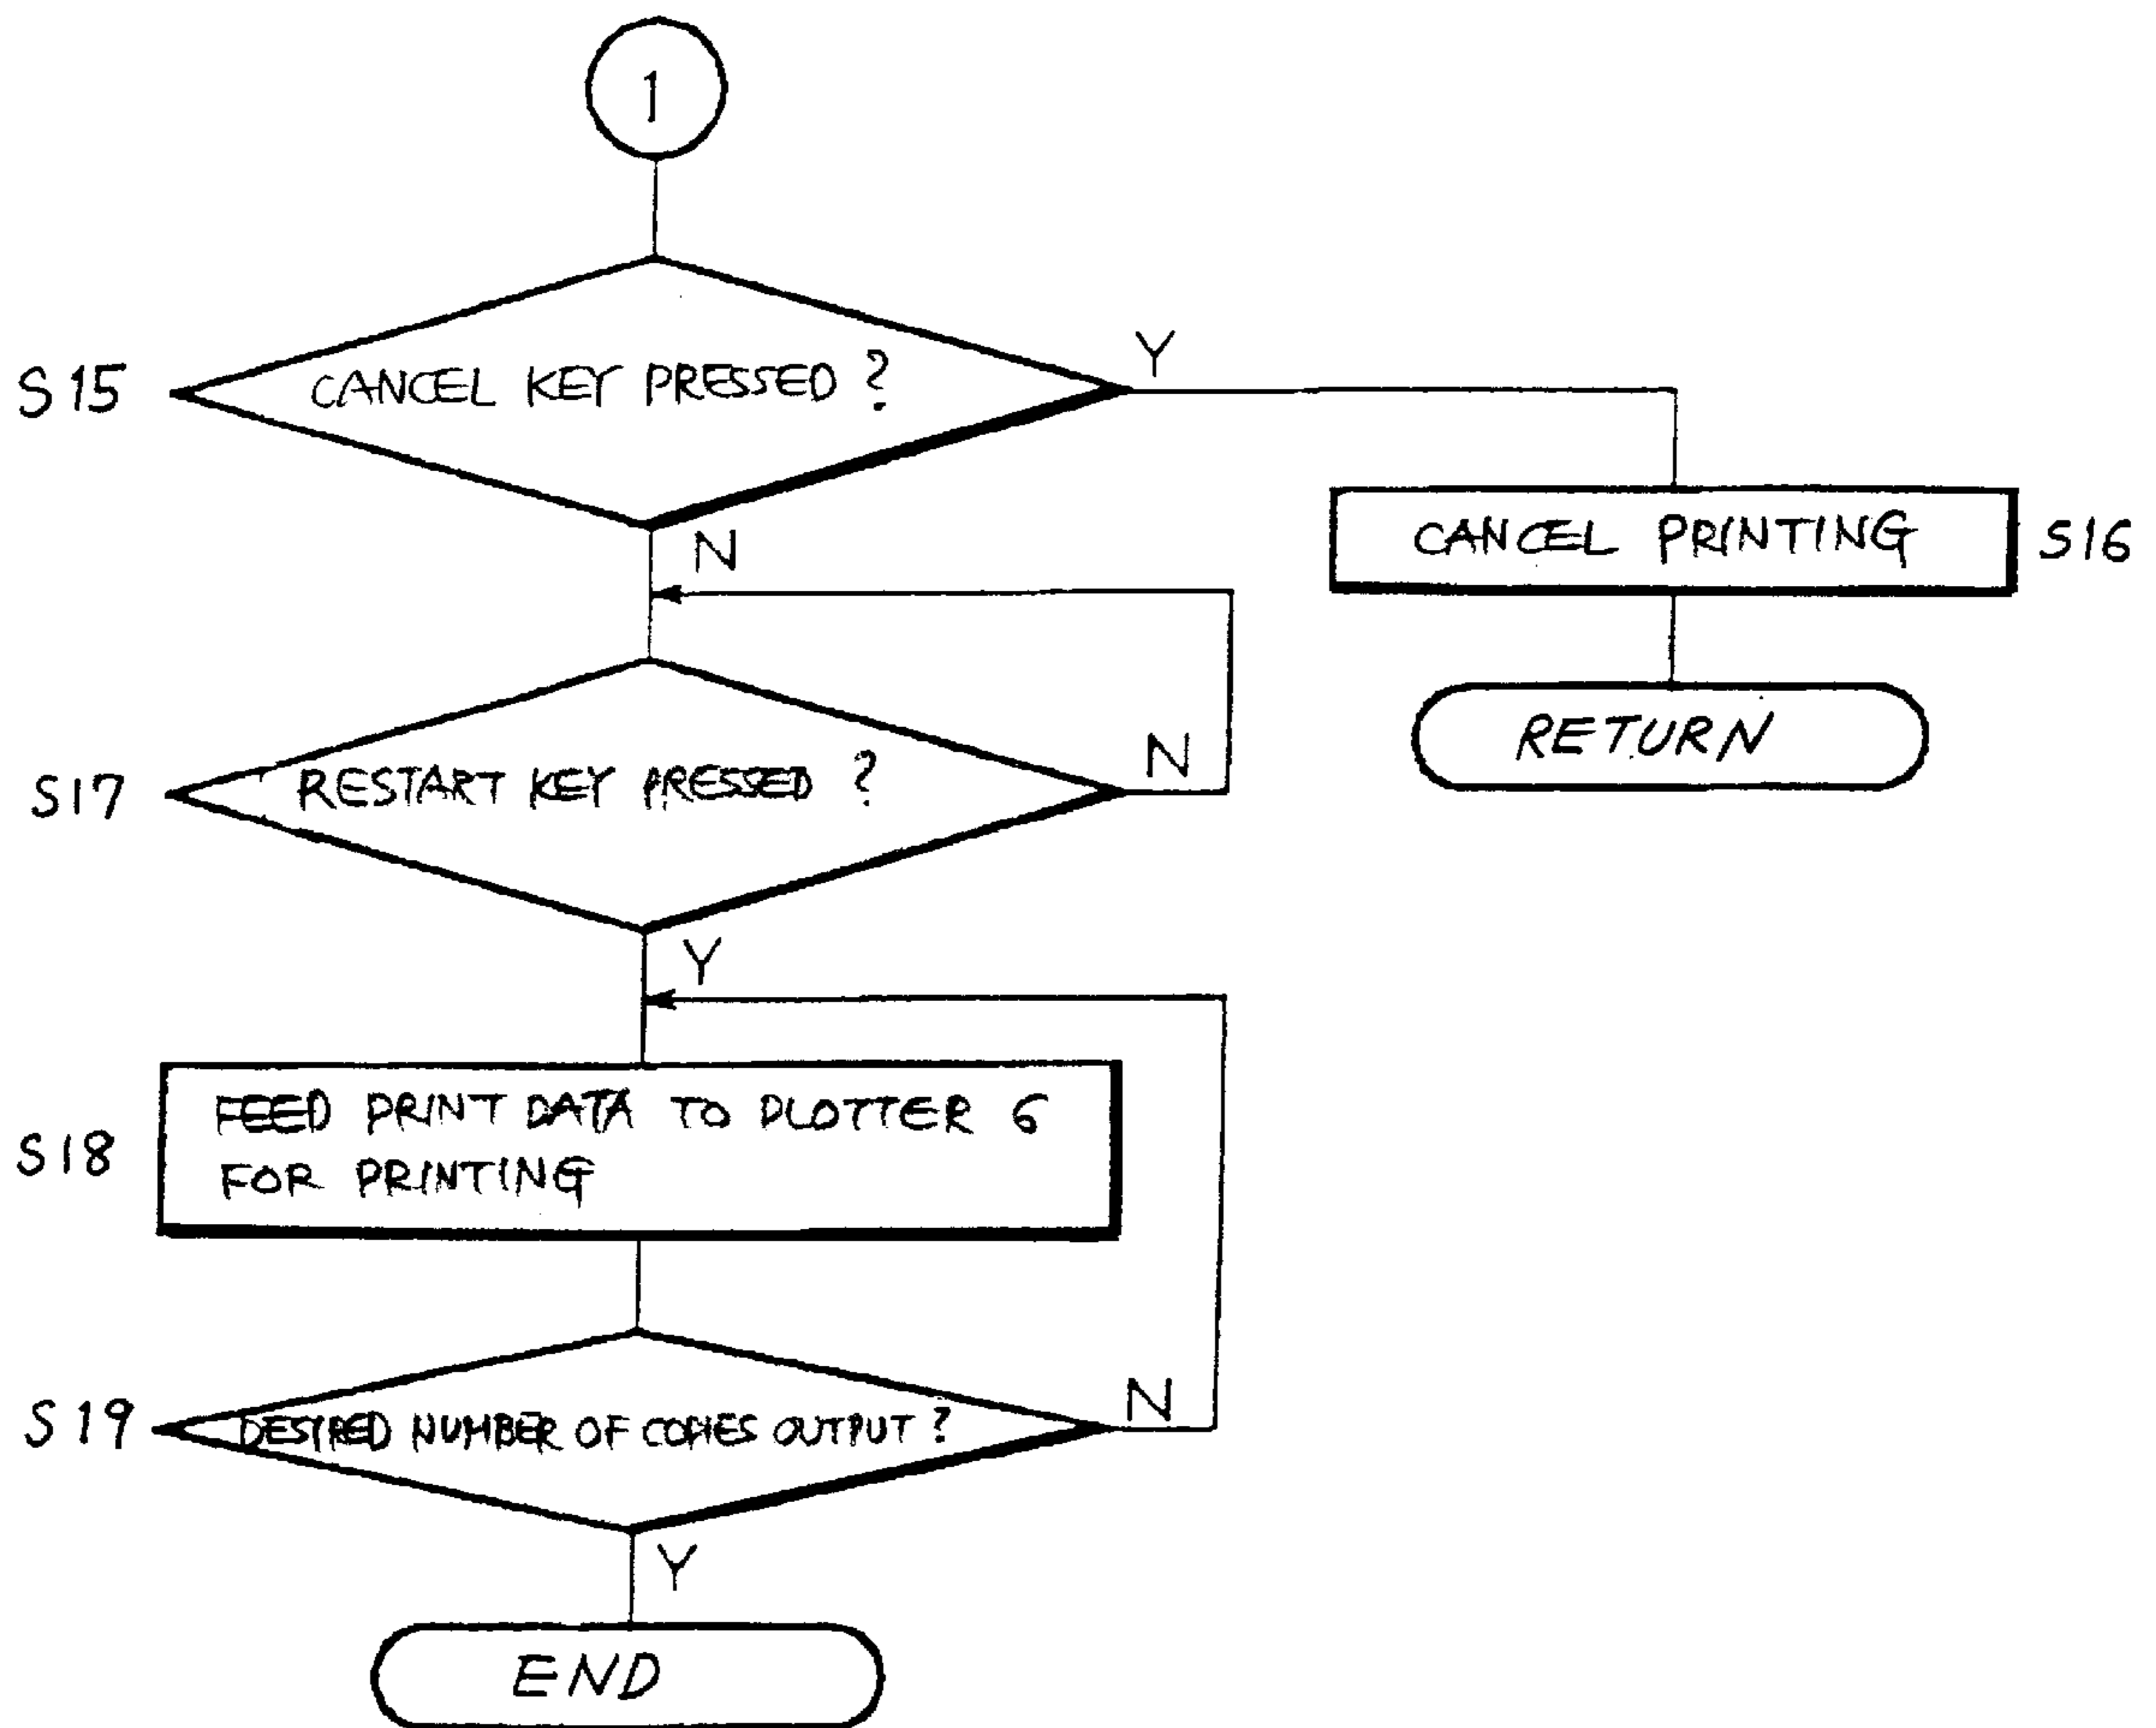 1
S15
CANCEL KEY PRESSED ?
Y
N
CANCEL PRINTING
S16
RETURN
S17
RESTART KEY PRESSED ?
N
Y
S18
FEED PRINT DATA TO PLOTTER 6
FOR PRINTING
S19
DESIRED NUMBER OF COPIES OUTPUT ?
N
Y
END